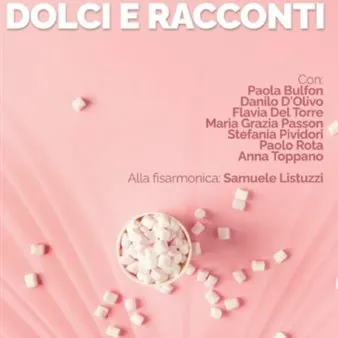 DOLCI E RACCONTI
Con:
Paola Bulfon
Danilo D'Olivo
Flavia Del Torre
Maria Grazia Passon
Stefania Pividori
Paolo Rota
Anna Toppano
Alla fisarmonica: Samuele Listuzzi